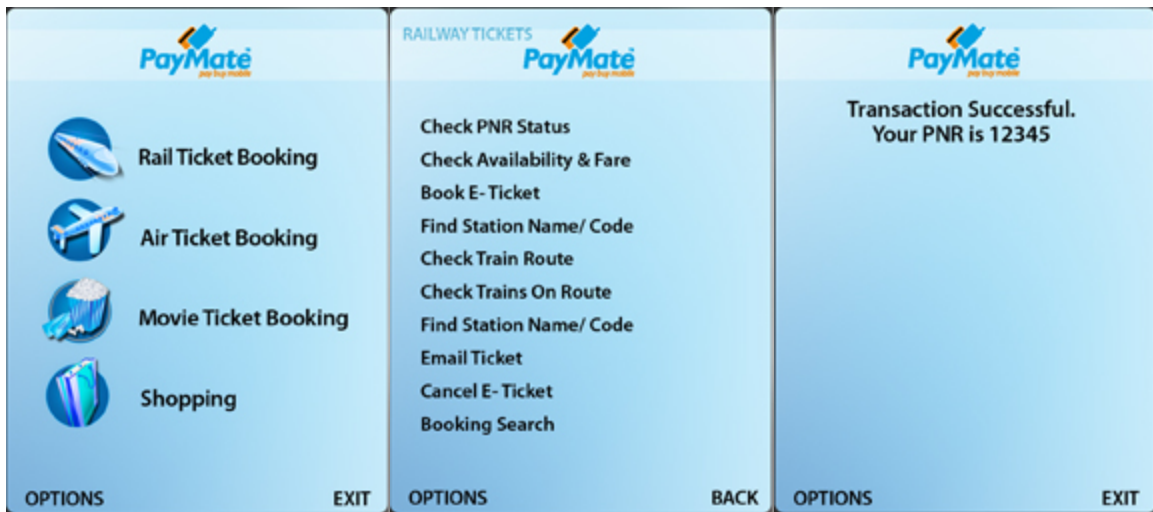 PayMate
pay buy mobile
Rail Ticket Booking
Air Ticket Booking
Movie Ticket Booking
Shopping
OPTIONS
EXIT
RAILWAY TICKETS
PayMate
pay buy mobile
Check PNR Status
Check Availability & Fare
Book E- Ticket
Find Station Name/ Code
Check Train Route
Check Trains On Route
Find Station Name/ Code
Email Ticket
Cancel E- Ticket
Booking Search
OPTIONS
BACK
PayMate
pay buy mobile
Transaction Successful.
Your PNR is 12345
OPTIONS
EXIT